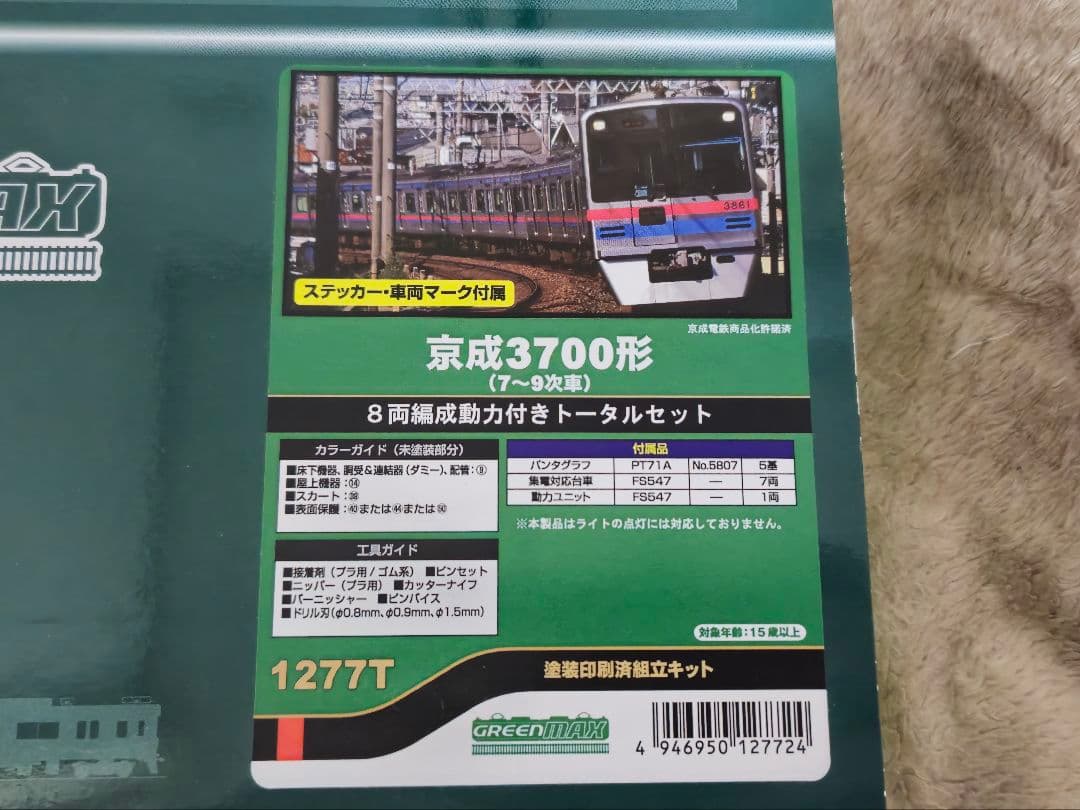 AX
3861
ステッカー・車両マーク付属
京成電鉄商品化許諾済
京成3700形
(7〜9次車)
8両編成動力付きトータルセット
カラーガイド(未塗装部分)
■床下機器、胴受&連結器(ダミー)、配管:⑨
■屋上機器:⑭
■スカート:㊳
■表面保護:㊵または㊹または
付属品
パンタグラフ PT71A No.5807 5基
集電対応台車 FS547 — 7両
動力ユニット FS547 — 1両
※本製品はライトの点灯には対応しておりません。
工具ガイド
■接着剤(プラ用/ゴム系) ■ピンセット
■ニッパー(プラ用) ■カッターナイフ
■バーニッシャー ■ピンバイス
■ドリル刃(φ0.8mm、φ0.9mm、φ1.5mm)
対象年齢:15歳以上
1277T
塗装印刷済組立キット
GREENMAX
4 946950 127724